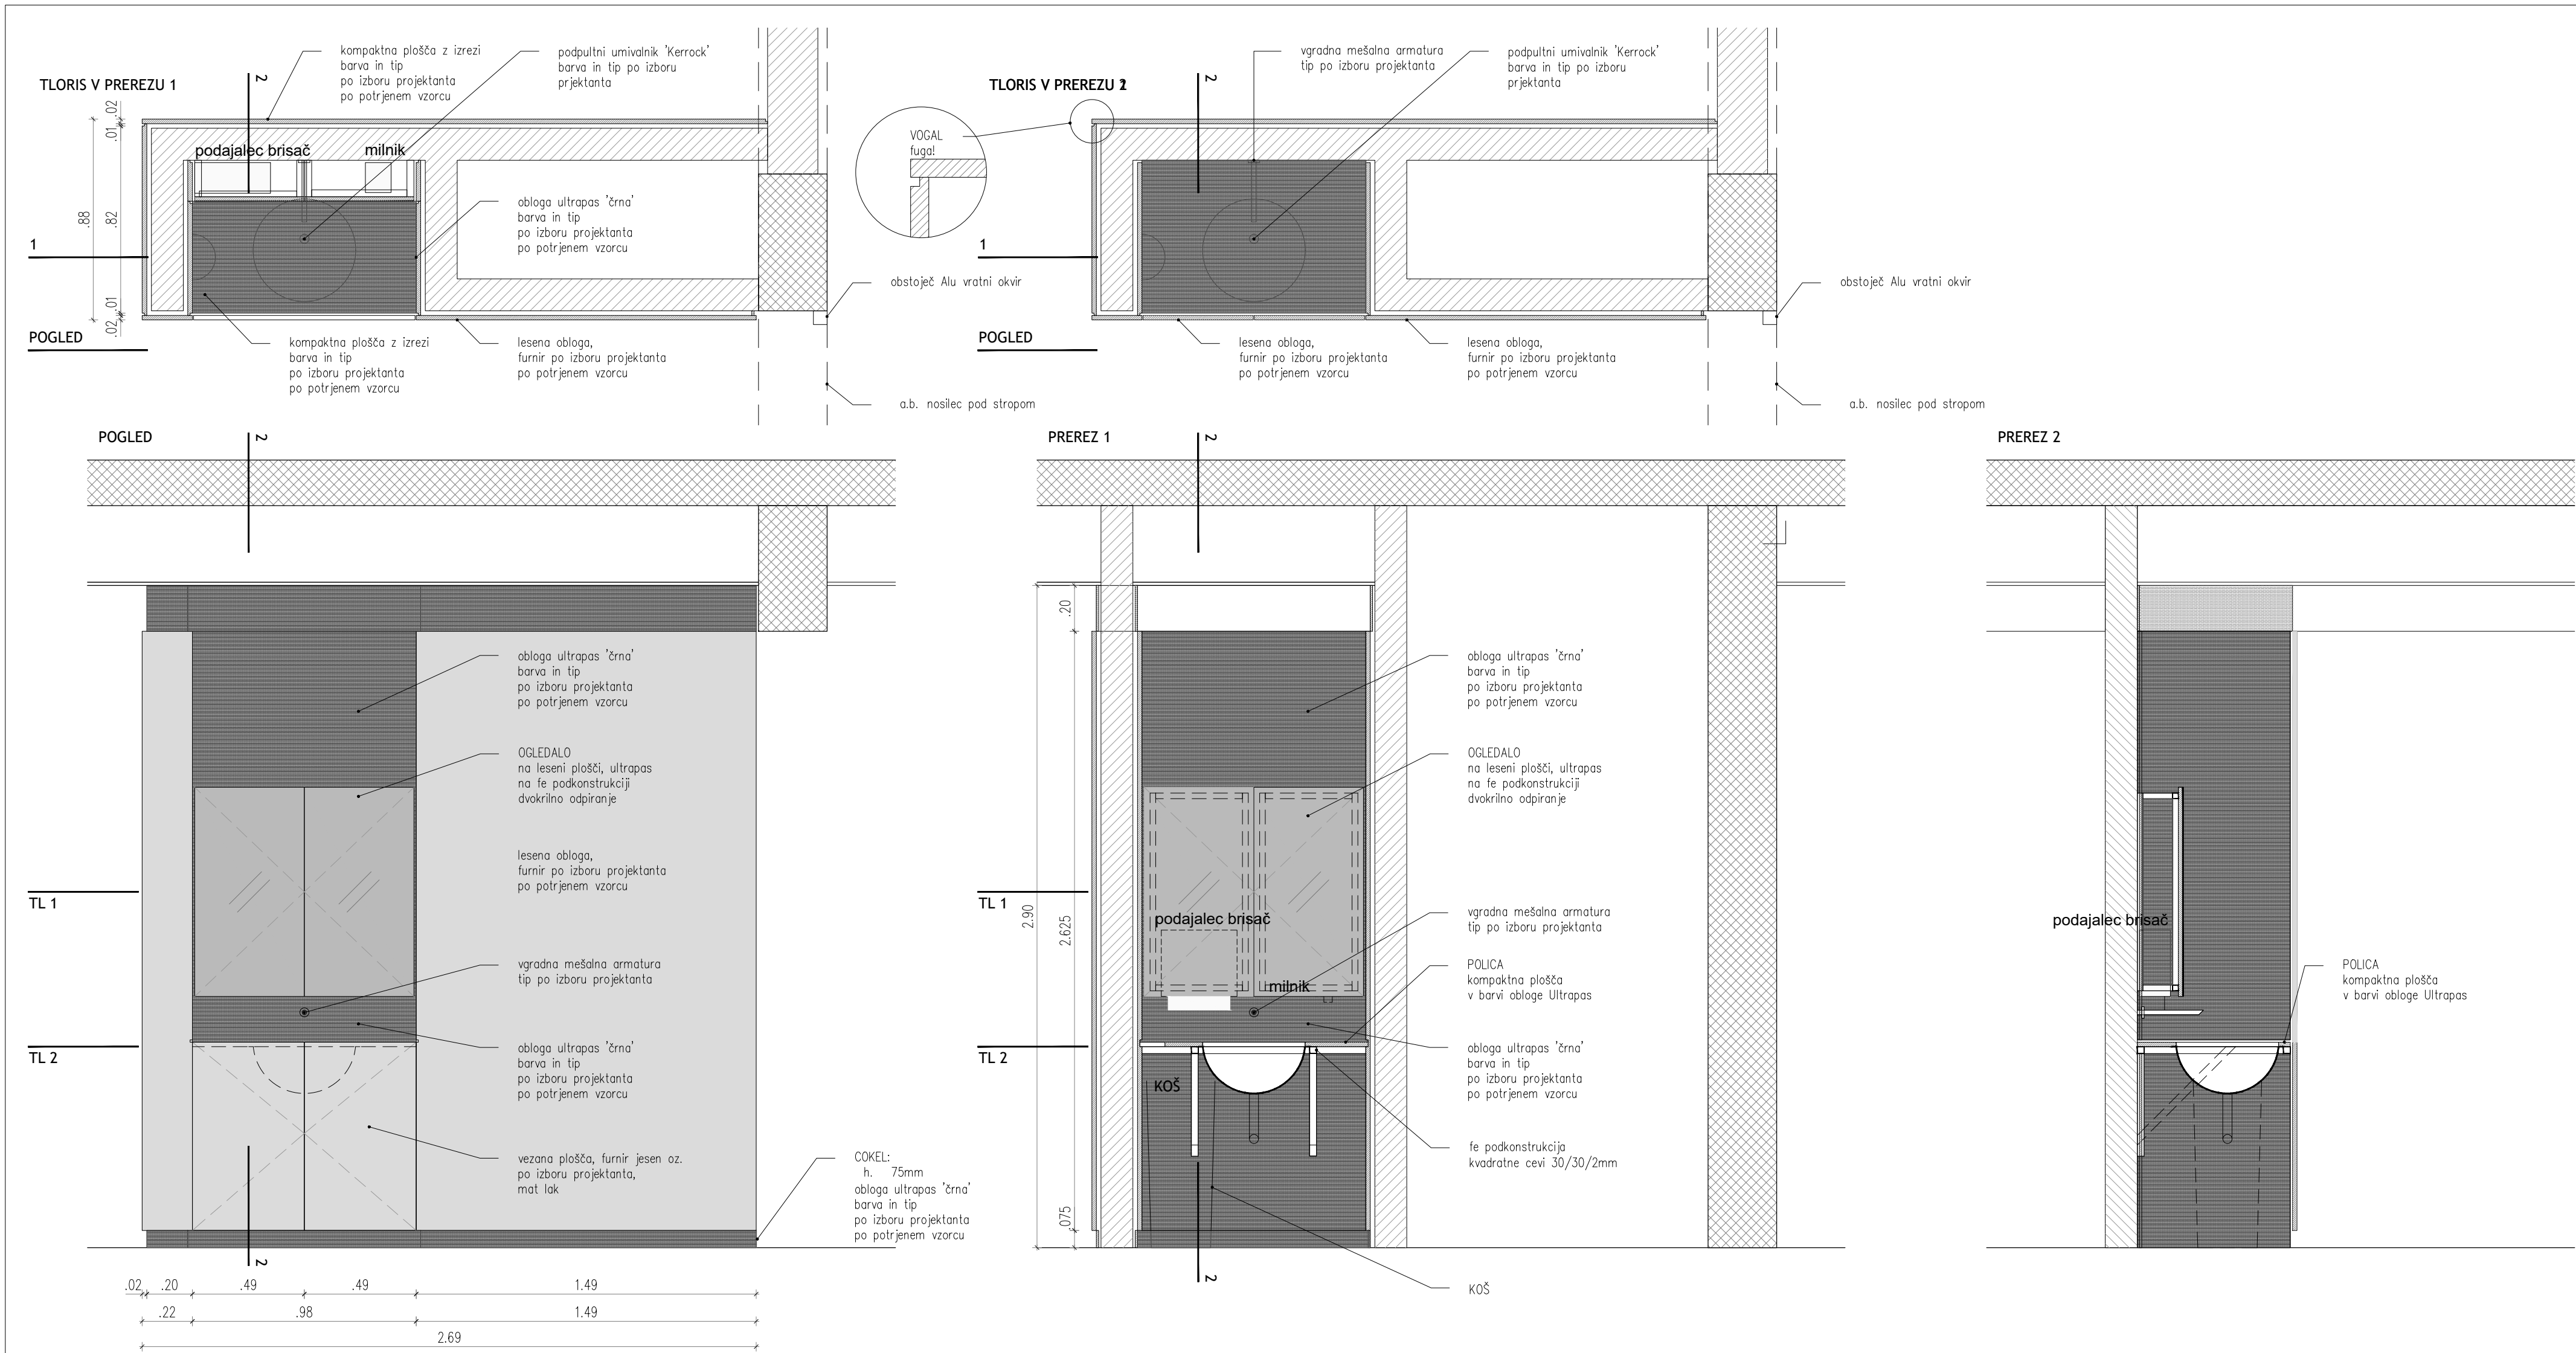 TLORIS V PREREZU 1
kompaktna plošča z izrezi
barva in tip
po izboru projektanta
po potrjenem vzorcu
podpultni umivalnik 'Kerrock'
barva in tip po izboru
prjektanta
2
podajalec brisač
milnik
.02
.01
.88
.82
.01
.02
1
obloga ultrapas 'črna'
barva in tip
po izboru projektanta
po potrjenem vzorcu
obstoječ Alu vratni okvir
POGLED
kompaktna plošča z izrezi
barva in tip
po izboru projektanta
po potrjenem vzorcu
lesena obloga,
furnir po izboru projektanta
po potrjenem vzorcu
a.b. nosilec pod stropom
TLORIS V PREREZU
vgradna mešalna armatura
tip po izboru projektanta
podpultni umivalnik 'Kerrock'
barva in tip po izboru
prjektanta
2
VOGAL
fuga!
1
obstoječ Alu vratni okvir
POGLED
lesena obloga,
furnir po izboru projektanta
po potrjenem vzorcu
lesena obloga,
furnir po izboru projektanta
po potrjenem vzorcu
a.b. nosilec pod stropom
POGLED
2
obloga ultrapas 'črna'
barva in tip
po izboru projektanta
po potrjenem vzorcu
OGLEDALO
na leseni plošči, ultrapas
na fe podkonstrukciji
dvokrilno odpiranje
lesena obloga,
furnir po izboru projektanta
po potrjenem vzorcu
TL 1
vgradna mešalna armatura
tip po izboru projektanta
TL 2
obloga ultrapas 'črna'
barva in tip
po izboru projektanta
po potrjenem vzorcu
vezana plošča, furnir jesen oz.
po izboru projektanta,
mat lak
COKEL:
h. 75mm
obloga ultrapas 'črna'
barva in tip
po izboru projektanta
po potrjenem vzorcu
2
.02
.20
.49
.49
1.49
.22
.98
1.49
2.69
PREREZ 1
2
.20
2.90
2.625
.075
obloga ultrapas 'črna'
barva in tip
po izboru projektanta
po potrjenem vzorcu
OGLEDALO
na leseni plošči, ultrapas
na fe podkonstrukciji
dvokrilno odpiranje
TL 1
podajalec brisač
vgradna mešalna armatura
tip po izboru projektanta
milnik
POLICA
kompaktna plošča
v barvi obloge Ultrapas
TL 2
KOŠ
obloga ultrapas 'črna'
barva in tip
po izboru projektanta
po potrjenem vzorcu
fe podkonstrukcija
kvadratne cevi 30/30/2mm
2
KOŠ
PREREZ 2
podajalec brisač
POLICA
kompaktna plošča
v barvi obloge Ultrapas